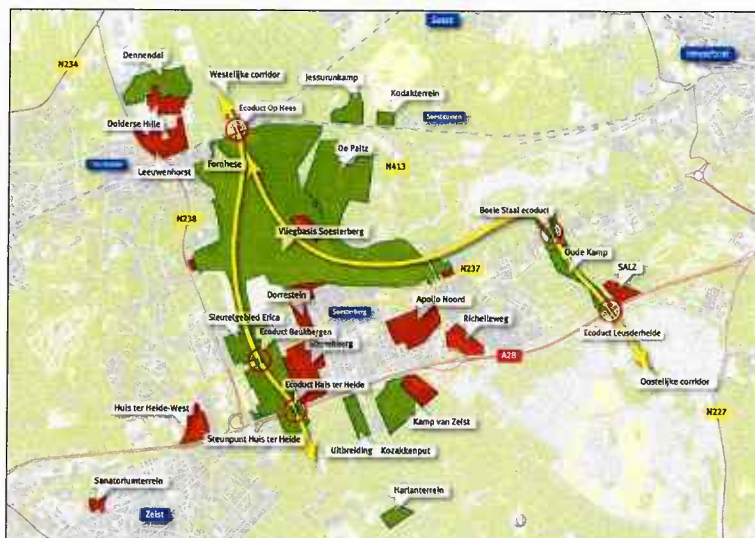 Soest
Dennendal
N234
Westelijke corridor
Jessurunkamp
Kodakterrein
Ecoduct Op Hees
Soestduinen
Dolderse Hille
De Paltz
Fornhese
N413
Leeuwenhorst
N238
Boele Staal ecoduct
Vliegbasis Soesterberg
Oude Kamp
N237
SALZ
Dorrestein
Apollo Noord
Sleutelgebied Erica
Soesterberg
Richelleweg
Ecoduct Beukbergen
Ecoduct Leusderheide
A28
Ecoduct Huis ter Heide
Oostelijke corridor
Huis ter Heide-West
Kamp van Zeist
N227
Steunpunt Huis ter Heide
Uitbreiding
Kozakkenput
Sanatoriumterrein
Harlanterrein
Zeist